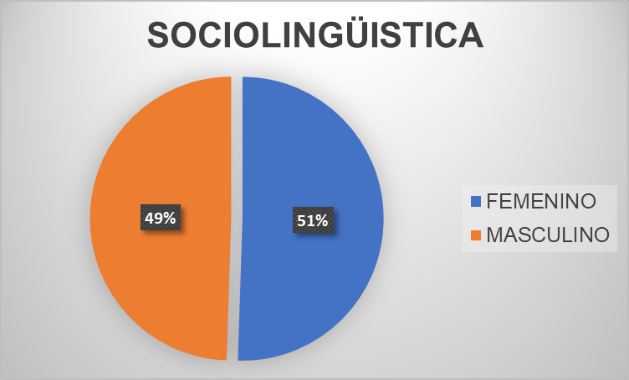 SOCIOLINGÜISTICA
49%
51%
FEMENINO
MASCULINO